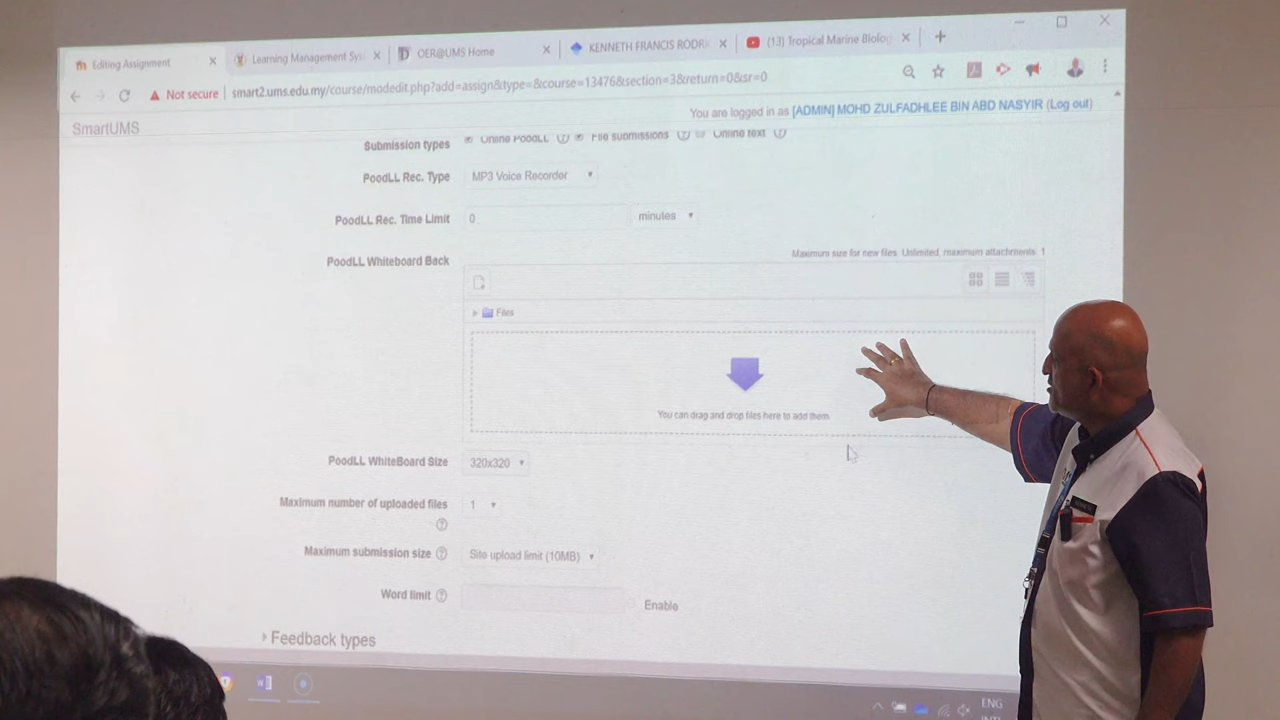 Editing Assignment
Learning Management Sys
OER@UMS Home
KENNETH FRANCIS RODRI
(13) Tropical Marine Biolog
Not secure
smart2.ums.edu.my/course/modedit.php?add=assign&type=&course=13476&section=3&return=0&sr=0
SmartUMS
You are logged in as [ADMIN] MOHD ZULFADHLEE BIN ABD NASYIR (Log out)
Submission types Online PoodLL File submissions Online text
PoodLL Rec. Type MP3 Voice Recorder
PoodLL Rec. Time Limit 0 minutes
PoodLL Whiteboard Back
Maximum size for new files: Unlimited, maximum attachments: 1
Files
You can drag and drop files here to add them.
PoodLL WhiteBoard Size 320x320
Maximum number of uploaded files 1
Maximum submission size Site upload limit (10MB)
Word limit Enable
Feedback types
ENG